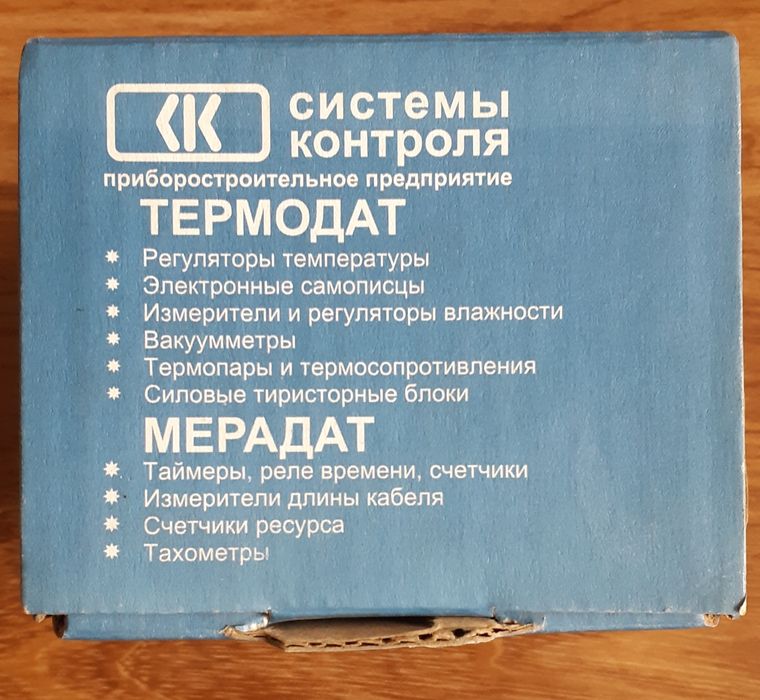 СК
системы
контроля
приборостроительное предприятие
ТЕРМОДАТ
* Регуляторы температуры
* Электронные самописцы
* Измерители и регуляторы влажности
* Вакуумметры
* Термопары и термосопротивления
* Силовые тиристорные блоки
МЕРАДАТ
* Таймеры, реле времени, счетчики
* Измерители длины кабеля
* Счетчики ресурса
* Тахометры